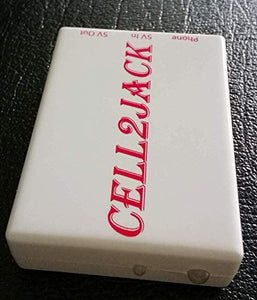 Phone
5V In
5V Out
CELL2JACK